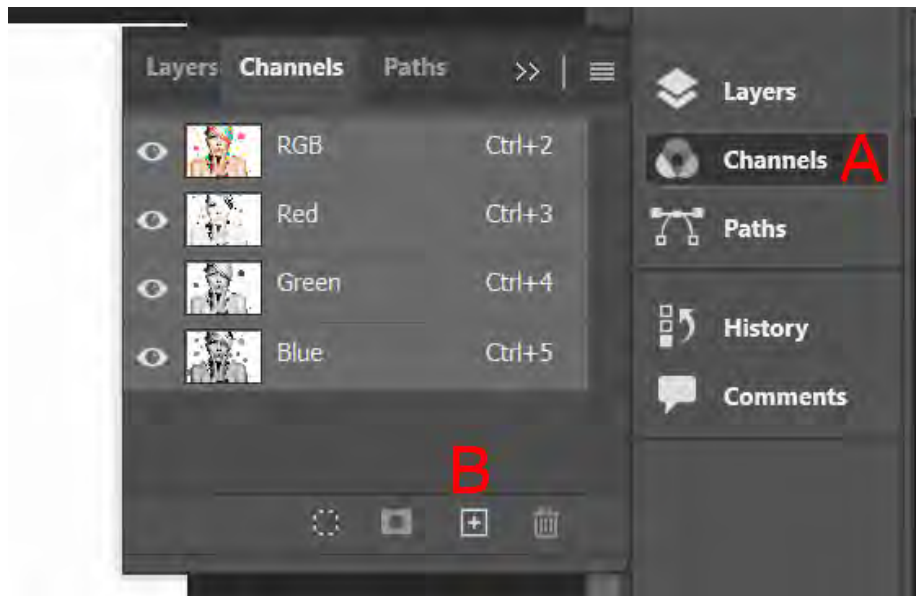 Layers Channels Paths >> | ≡
RGB Ctrl+2
Red Ctrl+3
Green Ctrl+4
Blue Ctrl+5
B
Layers
Channels A
Paths
History
Comments